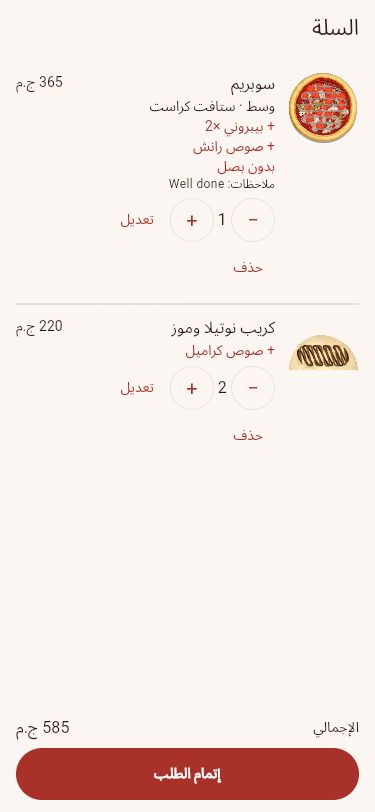 السلة
سوبريم
365 ج.م
وسط · ستافت كراست
+ بيبروني ×2
+ صوص رانش
بدون بصل
ملاحظات: Well done
− 1 +
تعديل
حذف
كريب نوتيلا وموز
220 ج.م
+ صوص كراميل
− 2 +
تعديل
حذف
الإجمالي
585 ج.م
إتمام الطلب